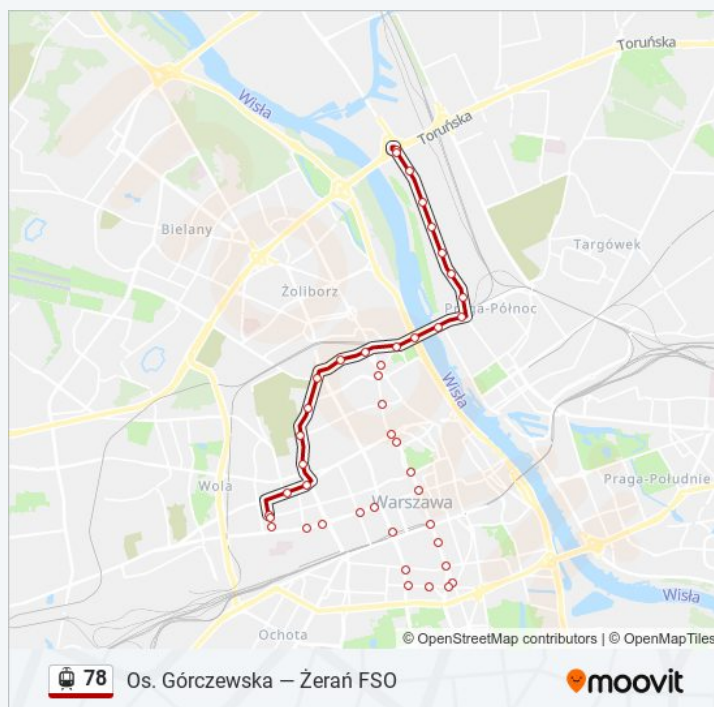 Toruńska
Wisła
Toruńska
Bielany
Targówek
Żoliborz
Praga-Północ
Wisła
Wola
Praga-Południe
Warszawa
Wisła
Ochota
© OpenStreetMap contributors | © OpenMapTiles
78 Os. Górczewska — Żerań FSO
moovit